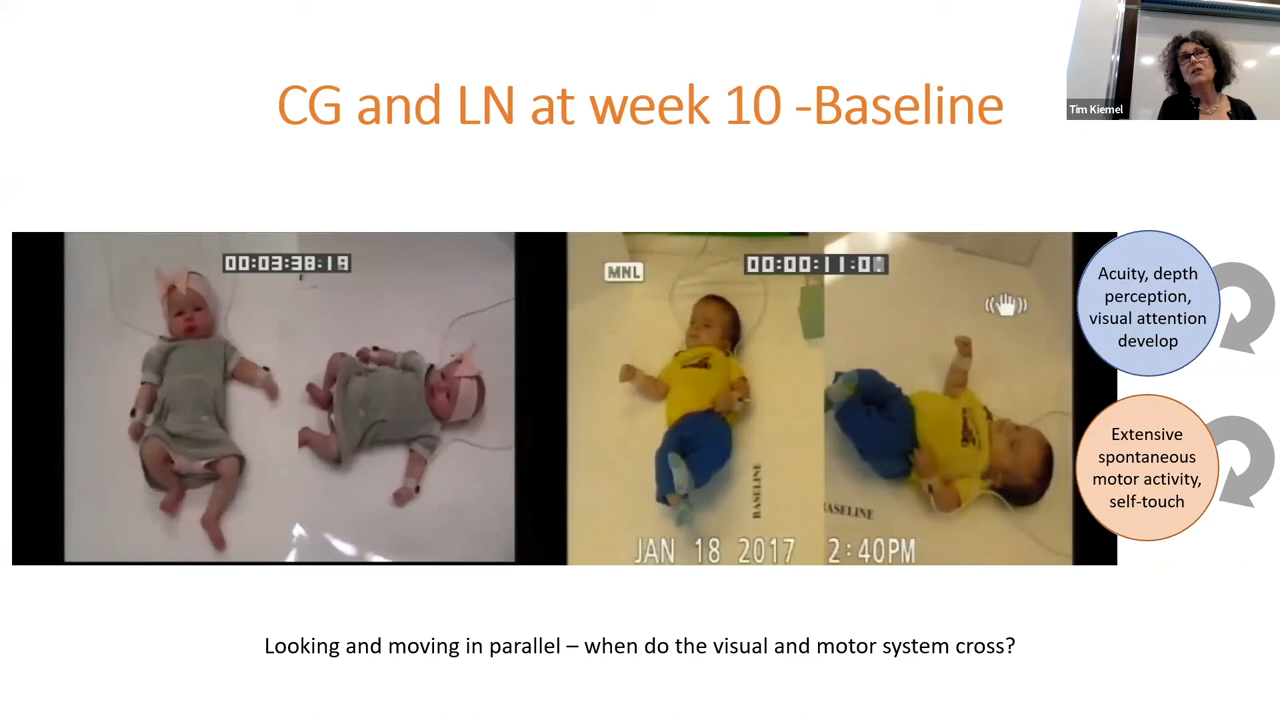 CG and LN at week 10 -Baseline
Tim Kiemel
00:03:38:19
MNL
00:00:11:0
BASELINE
BASELINE
JAN 18 2017 2:40PM
Acuity, depth
perception,
visual attention
develop
Extensive
spontaneous
motor activity,
self-touch
Looking and moving in parallel – when do the visual and motor system cross?